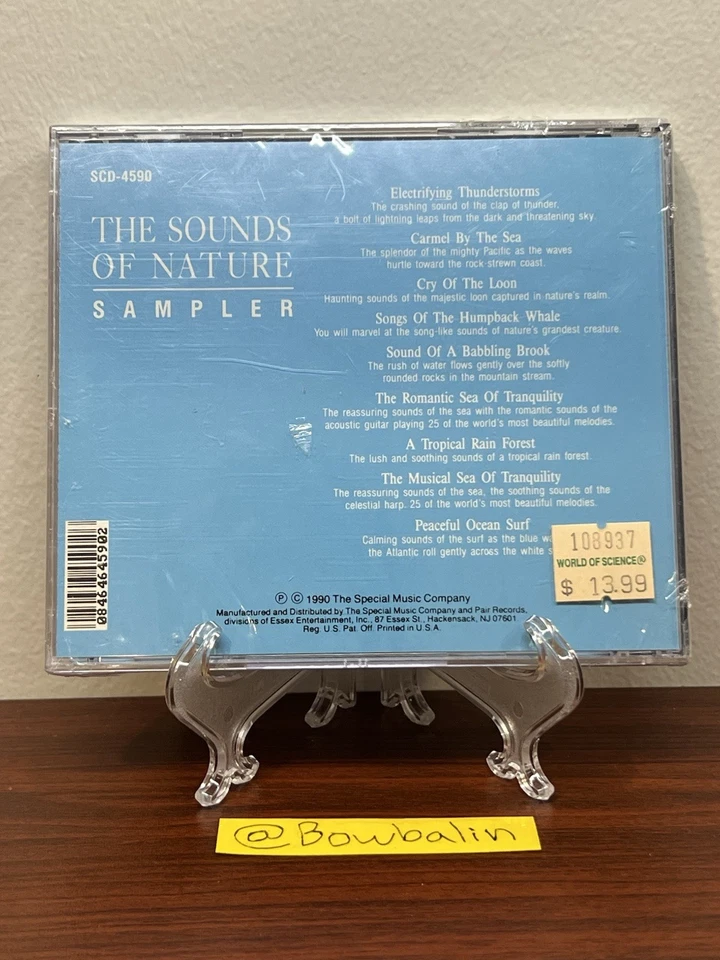 SCD-4590
THE SOUNDS
OF NATURE
SAMPLER
Electrifying Thunderstorms
The crashing sound of the clap of thunder,
a bolt of lightning leaps from the dark and threatening sky.
Carmel By The Sea
The splendor of the mighty Pacific as the waves
hurtle toward the rock-strewn coast.
Cry Of The Loon
Haunting sounds of the majestic loon captured in nature's realm.
Songs Of The Humpback Whale
You will marvel at the song-like sounds of nature's grandest creature.
Sound Of A Babbling Brook
The rush of water flows gently over the softly
rounded rocks in the mountain stream.
The Romantic Sea Of Tranquility
The reassuring sounds of the sea with the romantic sounds of the
acoustic guitar playing 25 of the world's most beautiful melodies.
A Tropical Rain Forest
The lush and soothing sounds of a tropical rain forest.
The Musical Sea Of Tranquility
The reassuring sounds of the sea, the soothing sounds of the
celestial harp. 25 of the world's most beautiful melodies.
Peaceful Ocean Surf
Calming sounds of the surf as the blue
the Atlantic roll gently across the white
108937
WORLD OF SCIENCE®
$ 13.99
08464645902
Ⓟ © 1990 The Special Music Company
Manufactured and Distributed by The Special Music Company and Pair Records,
divisions of Essex Entertainment, Inc., 87 Essex St., Hackensack, NJ 07601
Reg. U.S. Pat. Off. Printed in U.S.A.
@Bowbalin